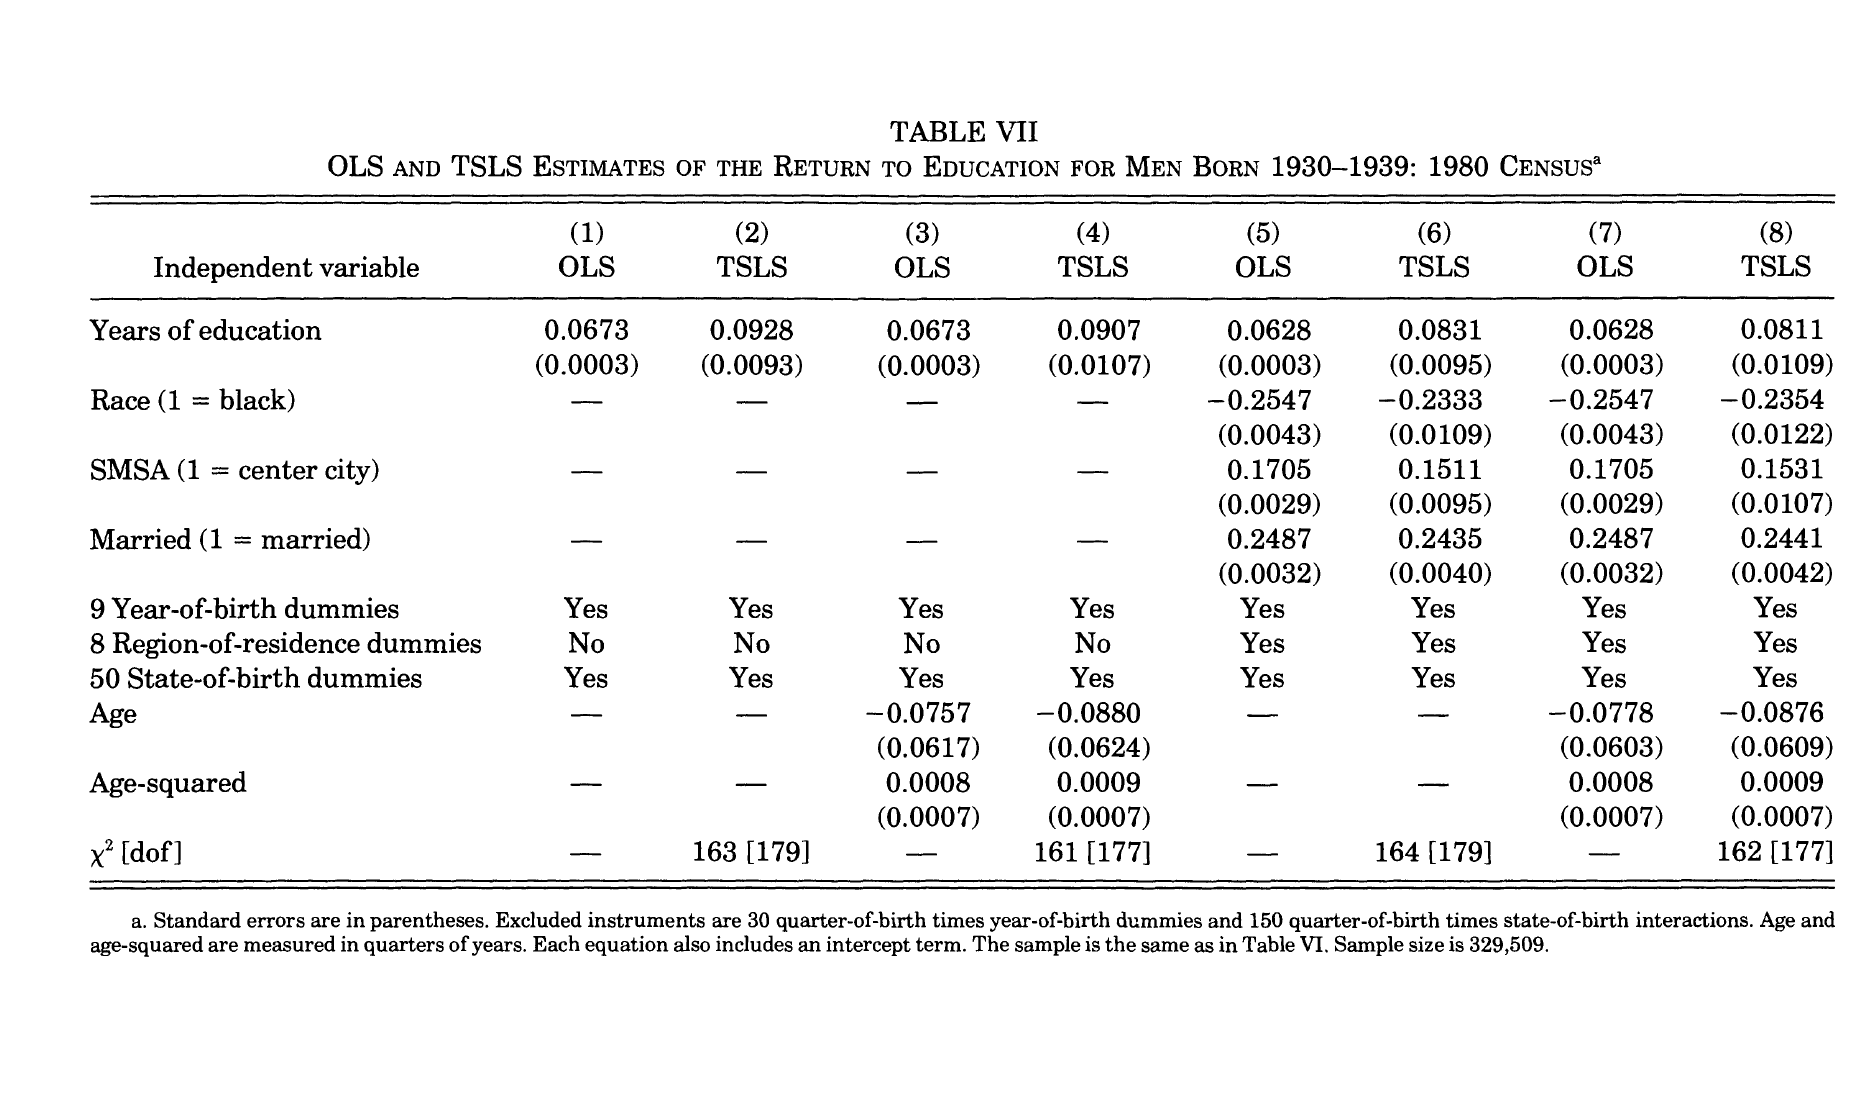 TABLE VII
OLS AND TSLS ESTIMATES OF THE RETURN TO EDUCATION FOR MEN BORN 1930–1939: 1980 CENSUSᵃ
(1) (2) (3) (4) (5) (6) (7) (8)
Independent variable OLS TSLS OLS TSLS OLS TSLS OLS TSLS
Years of education 0.0673 0.0928 0.0673 0.0907 0.0628 0.0831 0.0628 0.0811
(0.0003) (0.0093) (0.0003) (0.0107) (0.0003) (0.0095) (0.0003) (0.0109)
Race (1 = black) — — — — −0.2547 −0.2333 −0.2547 −0.2354
(0.0043) (0.0109) (0.0043) (0.0122)
SMSA (1 = center city) — — — — 0.1705 0.1511 0.1705 0.1531
(0.0029) (0.0095) (0.0029) (0.0107)
Married (1 = married) — — — — 0.2487 0.2435 0.2487 0.2441
(0.0032) (0.0040) (0.0032) (0.0042)
9 Year-of-birth dummies Yes Yes Yes Yes Yes Yes Yes Yes
8 Region-of-residence dummies No No No No Yes Yes Yes Yes
50 State-of-birth dummies Yes Yes Yes Yes Yes Yes Yes Yes
Age — — −0.0757 −0.0880 — — −0.0778 −0.0876
(0.0617) (0.0624) (0.0603) (0.0609)
Age-squared — — 0.0008 0.0009 — — 0.0008 0.0009
(0.0007) (0.0007) (0.0007) (0.0007)
χ² [dof] — 163 [179] — 161 [177] — 164 [179] — 162 [177]
a. Standard errors are in parentheses. Excluded instruments are 30 quarter-of-birth times year-of-birth dummies and 150 quarter-of-birth times state-of-birth interactions. Age and
age-squared are measured in quarters of years. Each equation also includes an intercept term. The sample is the same as in Table VI. Sample size is 329,509.